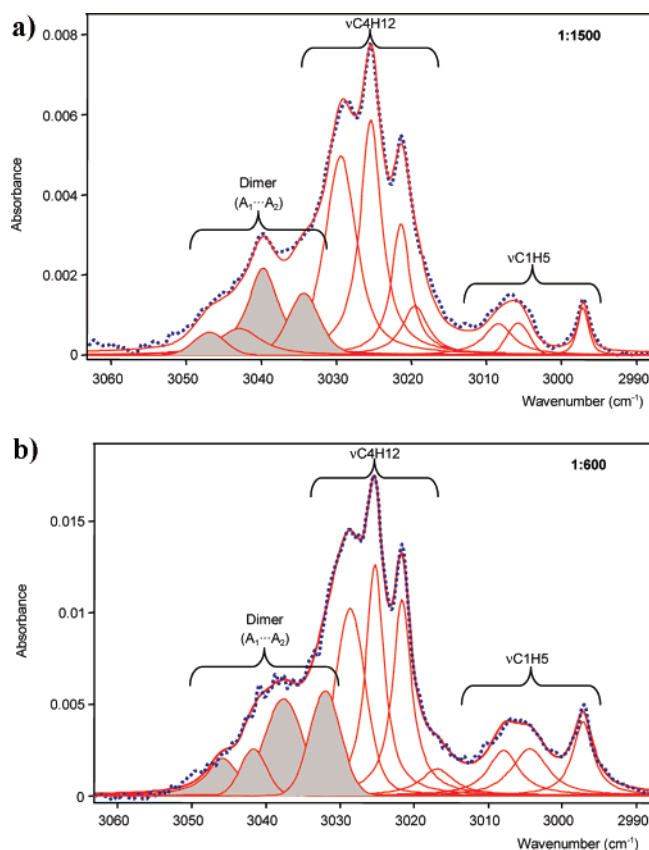 a)
νC4H12
1:1500
0.008
0.006
0.004
0.002
0
Absorbance
Dimer
(A₁···A₂)
νC1H5
3060 3050 3040 3030 3020 3010 3000 2990
Wavenumber (cm⁻¹)
b)
νC4H12
1:600
0.015
0.01
0.005
0
Absorbance
Dimer
(A₁···A₂)
νC1H5
3060 3050 3040 3030 3020 3010 3000 2990
Wavenumber (cm⁻¹)